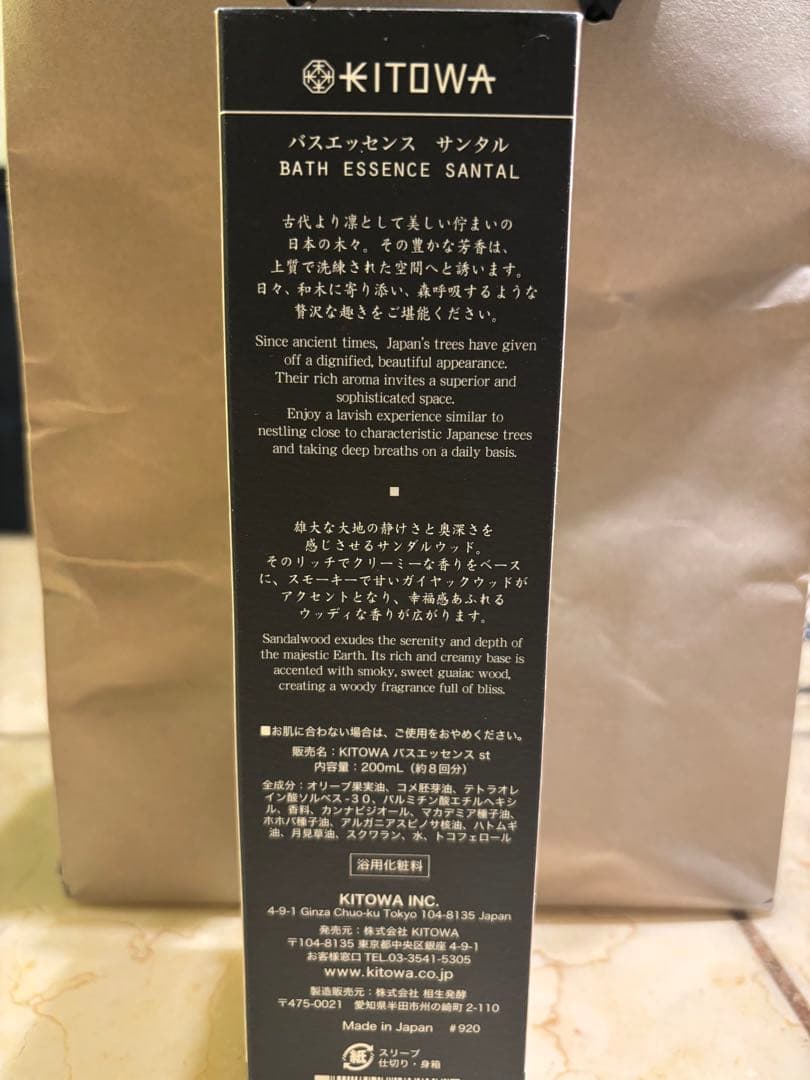 KITOWA
バスエッセンス サンタル
BATH ESSENCE SANTAL
古代より凛として美しい佇まいの
日本の木々。その豊かな芳香は、
上質で洗練された空間へと誘います。
日々、和木に寄り添い、森呼吸するような
贅沢な趣きをご堪能ください。
Since ancient times, Japan's trees have given
off a dignified, beautiful appearance.
Their rich aroma invites a superior and
sophisticated space.
Enjoy a lavish experience similar to
nestling close to characteristic Japanese trees
and taking deep breaths on a daily basis.
雄大な大地の静けさと奥深さを
感じさせるサンダルウッド。
そのリッチでクリーミーな香りをベース
に、スモーキーで甘いガイヤックウッドが
アクセントとなり、幸福感あふれる
ウッディな香りが広がります。
Sandalwood exudes the serenity and depth of
the majestic Earth. Its rich and creamy base is
accented with smoky, sweet guaiac wood,
creating a woody fragrance full of bliss.
■お肌に合わない場合は、ご使用をおやめください。
販売名：KITOWA バスエッセンス st
内容量：200mL（約8回分）
全成分：オリーブ果実油、コメ胚芽油、テトラオレ
イン酸ソルベス-30、パルミチン酸エチルヘキシ
ル、香料、カンナビジオール、マカデミア種子油、
ホホバ種子油、アルガニアスピノサ核油、ハトムギ
油、月見草油、スクワラン、水、トコフェロール
浴用化粧料
KITOWA INC.
4-9-1 Ginza Chuo-ku Tokyo 104-8135 Japan
発売元：株式会社 KITOWA
〒104-8135 東京都中央区銀座 4-9-1
お客様窓口 TEL.03-3541-5305
www.kitowa.co.jp
製造販売元：株式会社 相生発酵
〒475-0021 愛知県半田市州の崎町 2-110
Made in Japan #920
紙 スリーブ
仕切り・身箱